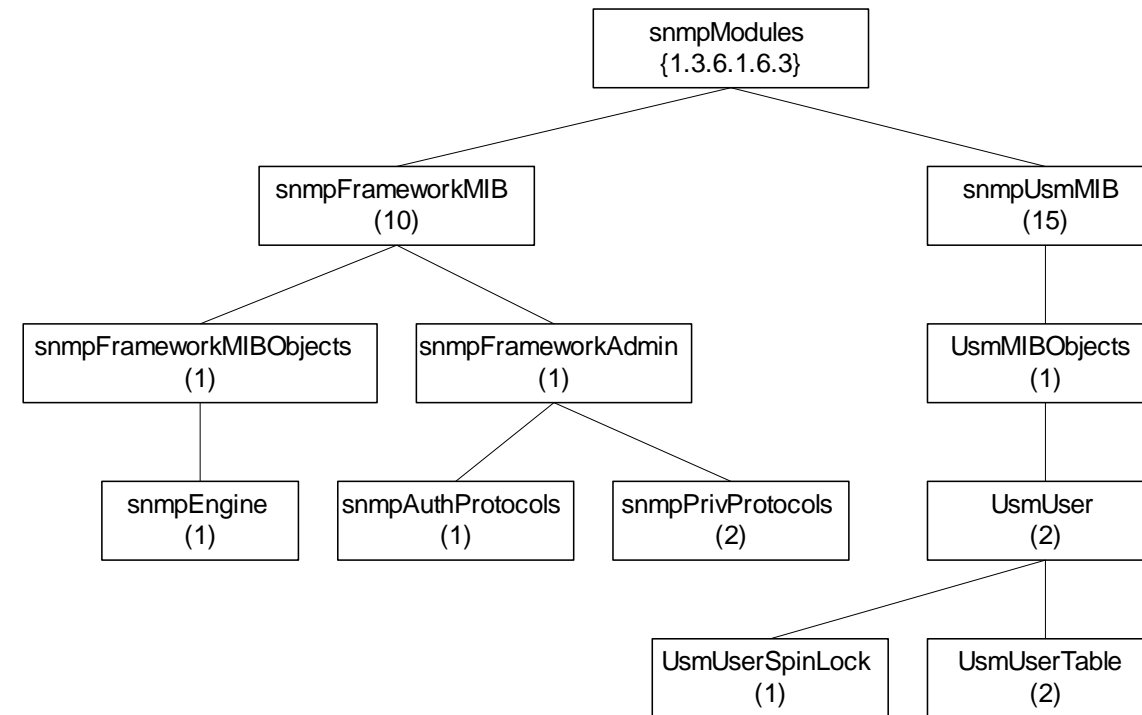 snmpModules
{1.3.6.1.6.3}
snmpFrameworkMIB
(10)
snmpUsmMIB
(15)
snmpFrameworkMIBObjects
(1)
snmpFrameworkAdmin
(1)
UsmMIBObjects
(1)
snmpEngine
(1)
snmpAuthProtocols
(1)
snmpPrivProtocols
(2)
UsmUser
(2)
UsmUserSpinLock
(1)
UsmUserTable
(2)